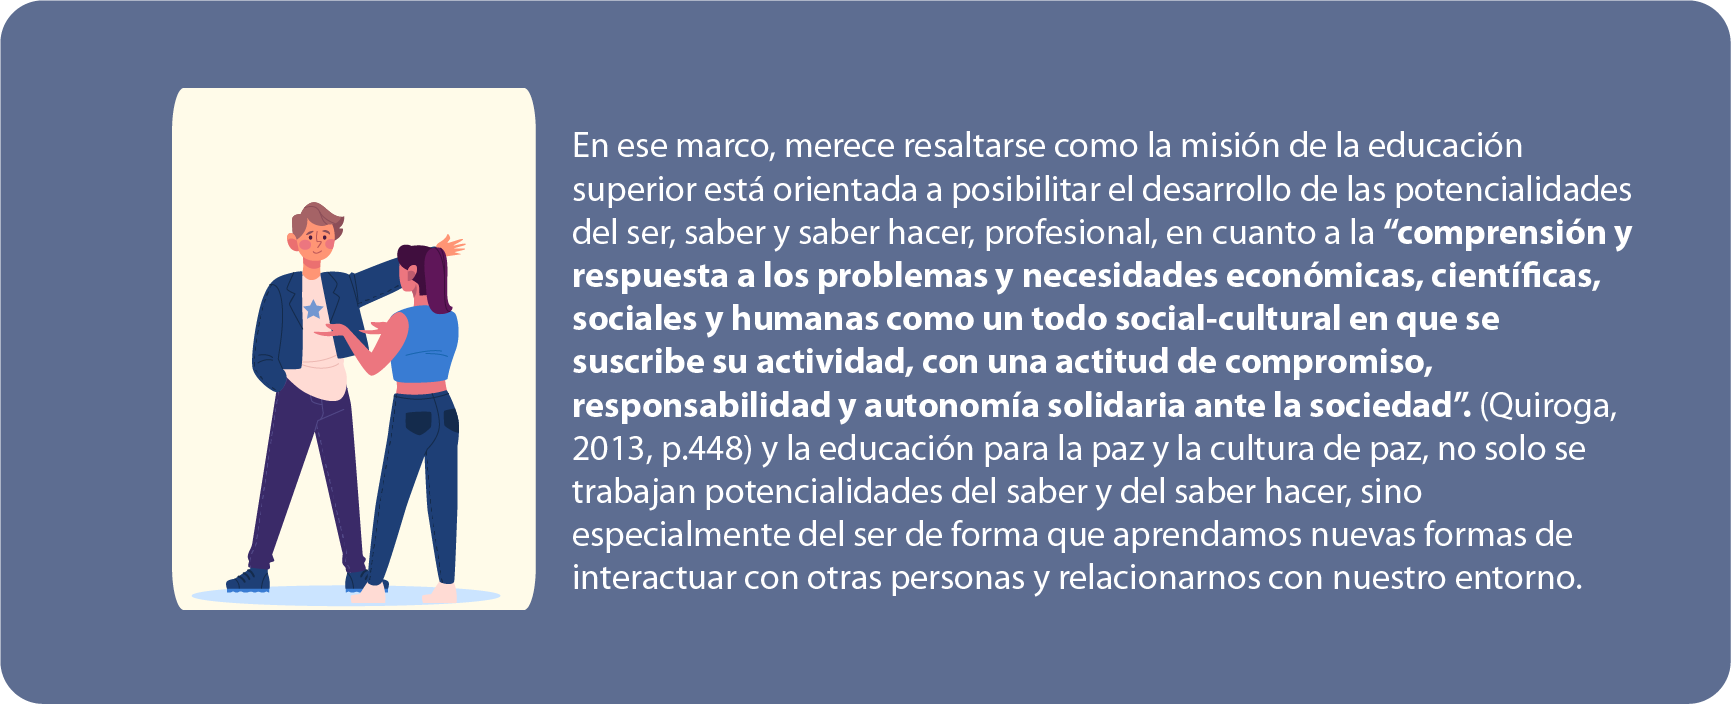 En ese marco, merece resaltarse como la misión de la educación
superior está orientada a posibilitar el desarrollo de las potencialidades
del ser, saber y saber hacer, profesional, en cuanto a la “comprensión y
respuesta a los problemas y necesidades económicas, científicas,
sociales y humanas como un todo social-cultural en que se
suscribe su actividad, con una actitud de compromiso,
responsabilidad y autonomía solidaria ante la sociedad”. (Quiroga,
2013, p.448) y la educación para la paz y la cultura de paz, no solo se
trabajan potencialidades del saber y del saber hacer, sino
especialmente del ser de forma que aprendamos nuevas formas de
interactuar con otras personas y relacionarnos con nuestro entorno.